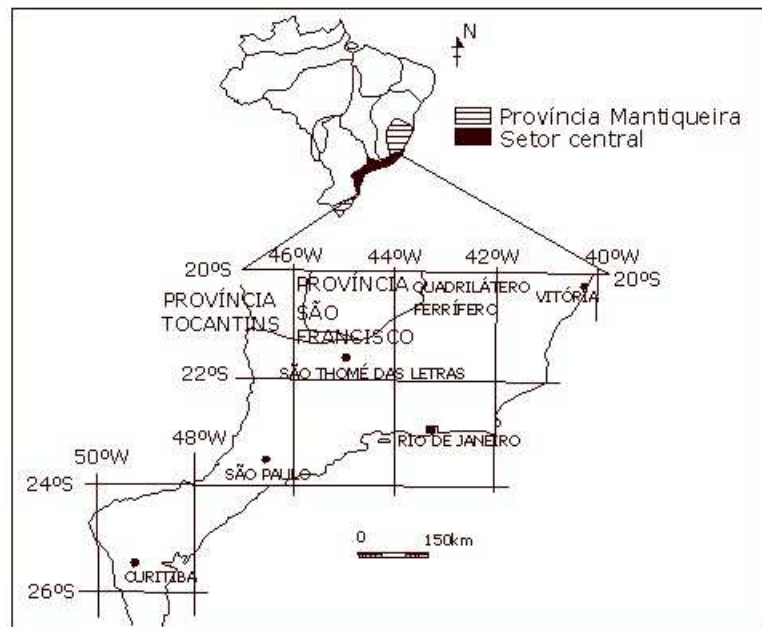 N
Província Mantiqueira
Setor central
46ºW 44ºW 42ºW 40ºW
20ºS 20ºS
PROVÍNCIA
TOCANTINS
PROVÍNCIA
SÃO
FRANCISCO
QUADRILÁTERO
FERRÍFERO
VITÓRIA
SÃO THOMÉ DAS LETRAS
22ºS
RIO DE JANEIRO
50ºW 48ºW
SÃO PAULO
24ºS
0 150km
CURITIBA
26ºS